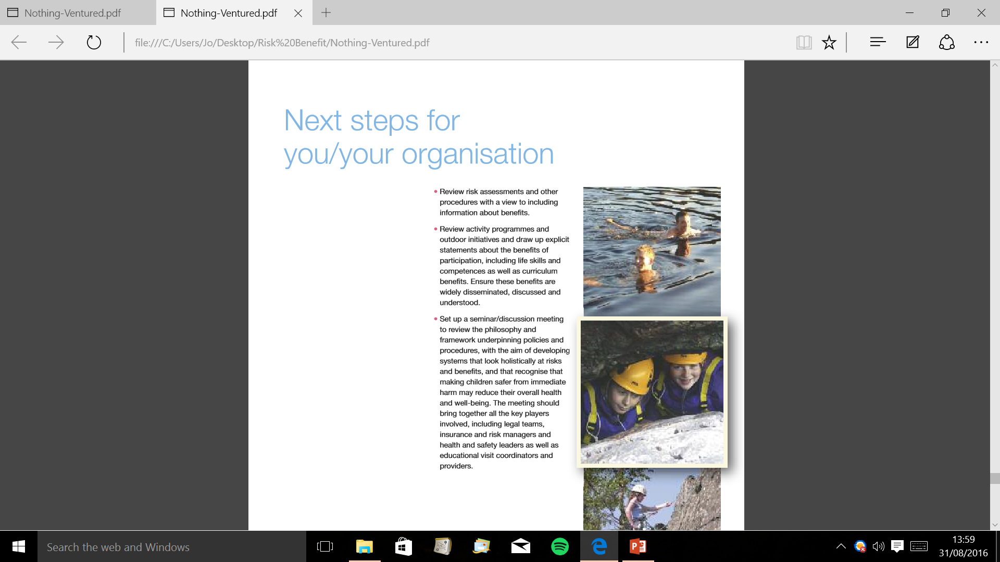 Nothing-Ventured.pdf
Nothing-Ventured.pdf
file:///C:/Users/Jo/Desktop/Risk%20Benefit/Nothing-Ventured.pdf
Next steps for
you/your organisation
• Review risk assessments and other
procedures with a view to including
information about benefits.
• Review activity programmes and
outdoor initiatives and draw up explicit
statements about the benefits of
participation, including life skills and
competences as well as curriculum
benefits. Ensure these benefits are
widely disseminated, discussed and
understood.
• Set up a seminar/discussion meeting
to review the philosophy and
framework underpinning policies and
procedures, with the aim of developing
systems that look holistically at risks
and benefits, and that recognise that
making children safer from immediate
harm may reduce their overall health
and well-being. The meeting should
bring together all the key players
involved, including legal teams,
insurance and risk managers and
health and safety leaders as well as
educational visit coordinators and
providers.
Search the web and Windows
13:59
31/08/2016